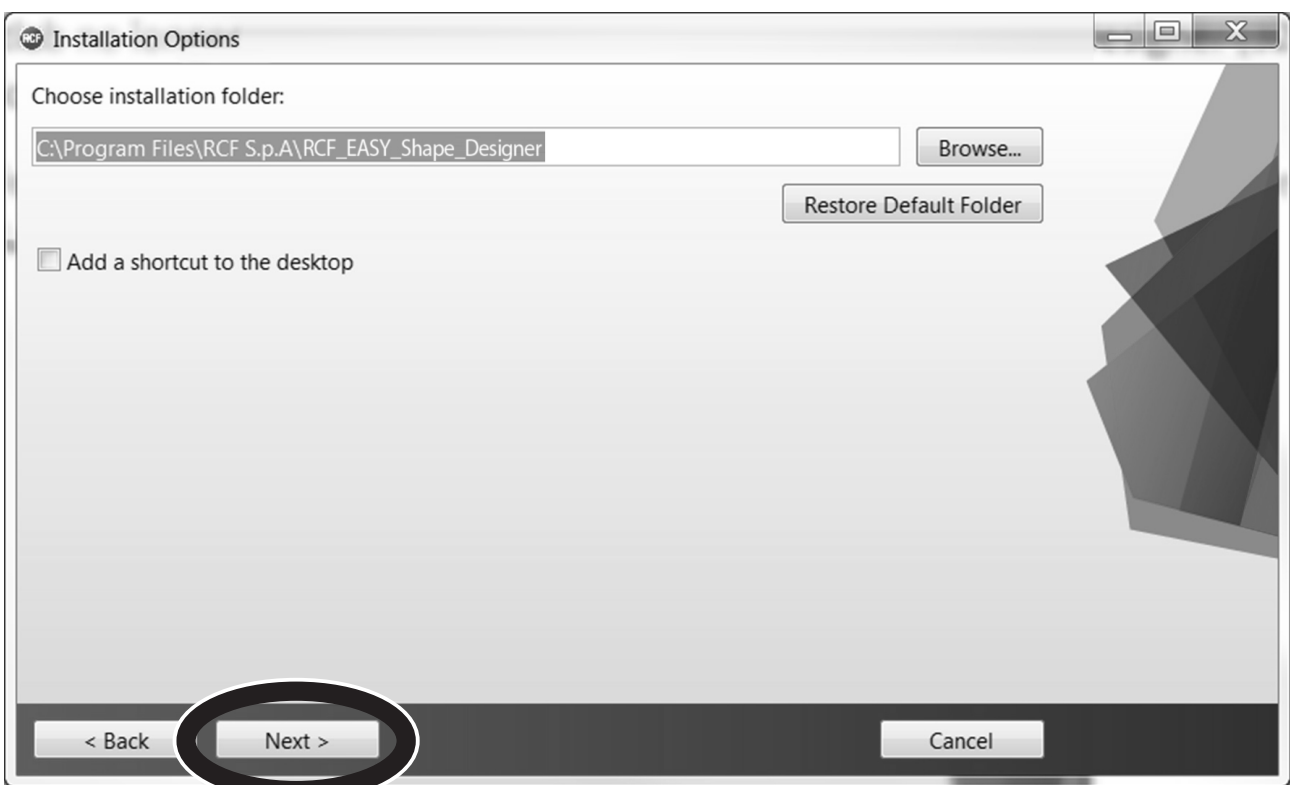 RCF Installation Options
Choose installation folder:
C:\Program Files\RCF S.p.A\RCF_EASY_Shape_Designer
Browse...
Restore Default Folder
Add a shortcut to the desktop
< Back
Next >
Cancel